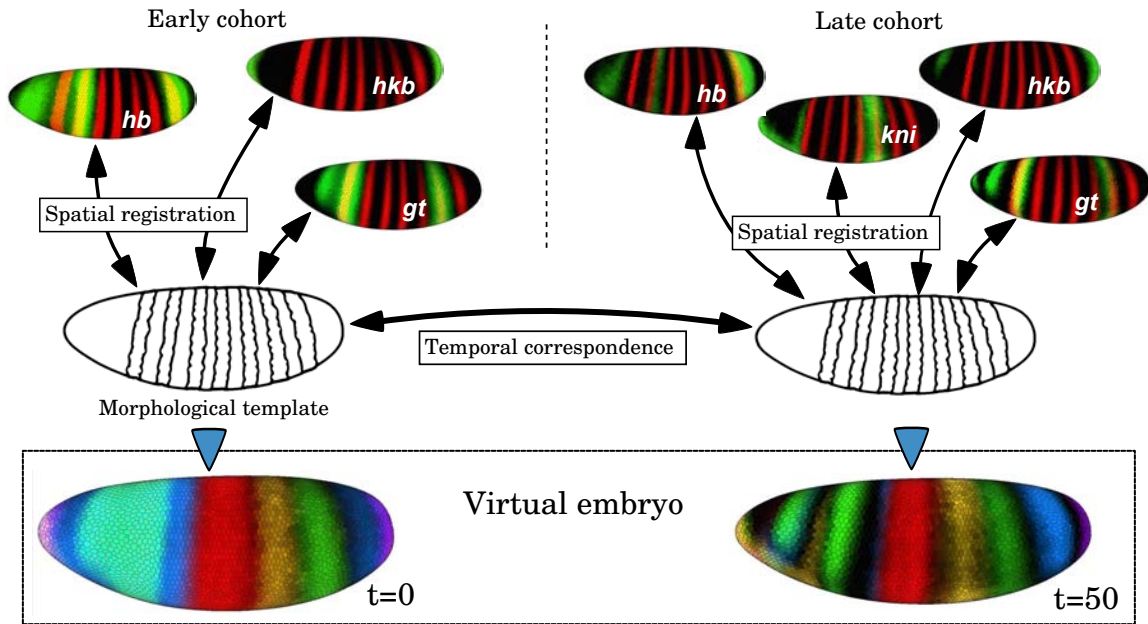 Early cohort
Late cohort
hb
hkb
gt
hb
kni
hkb
gt
Spatial registration
Spatial registration
Temporal correspondence
Morphological template
Virtual embryo
t=0
t=50